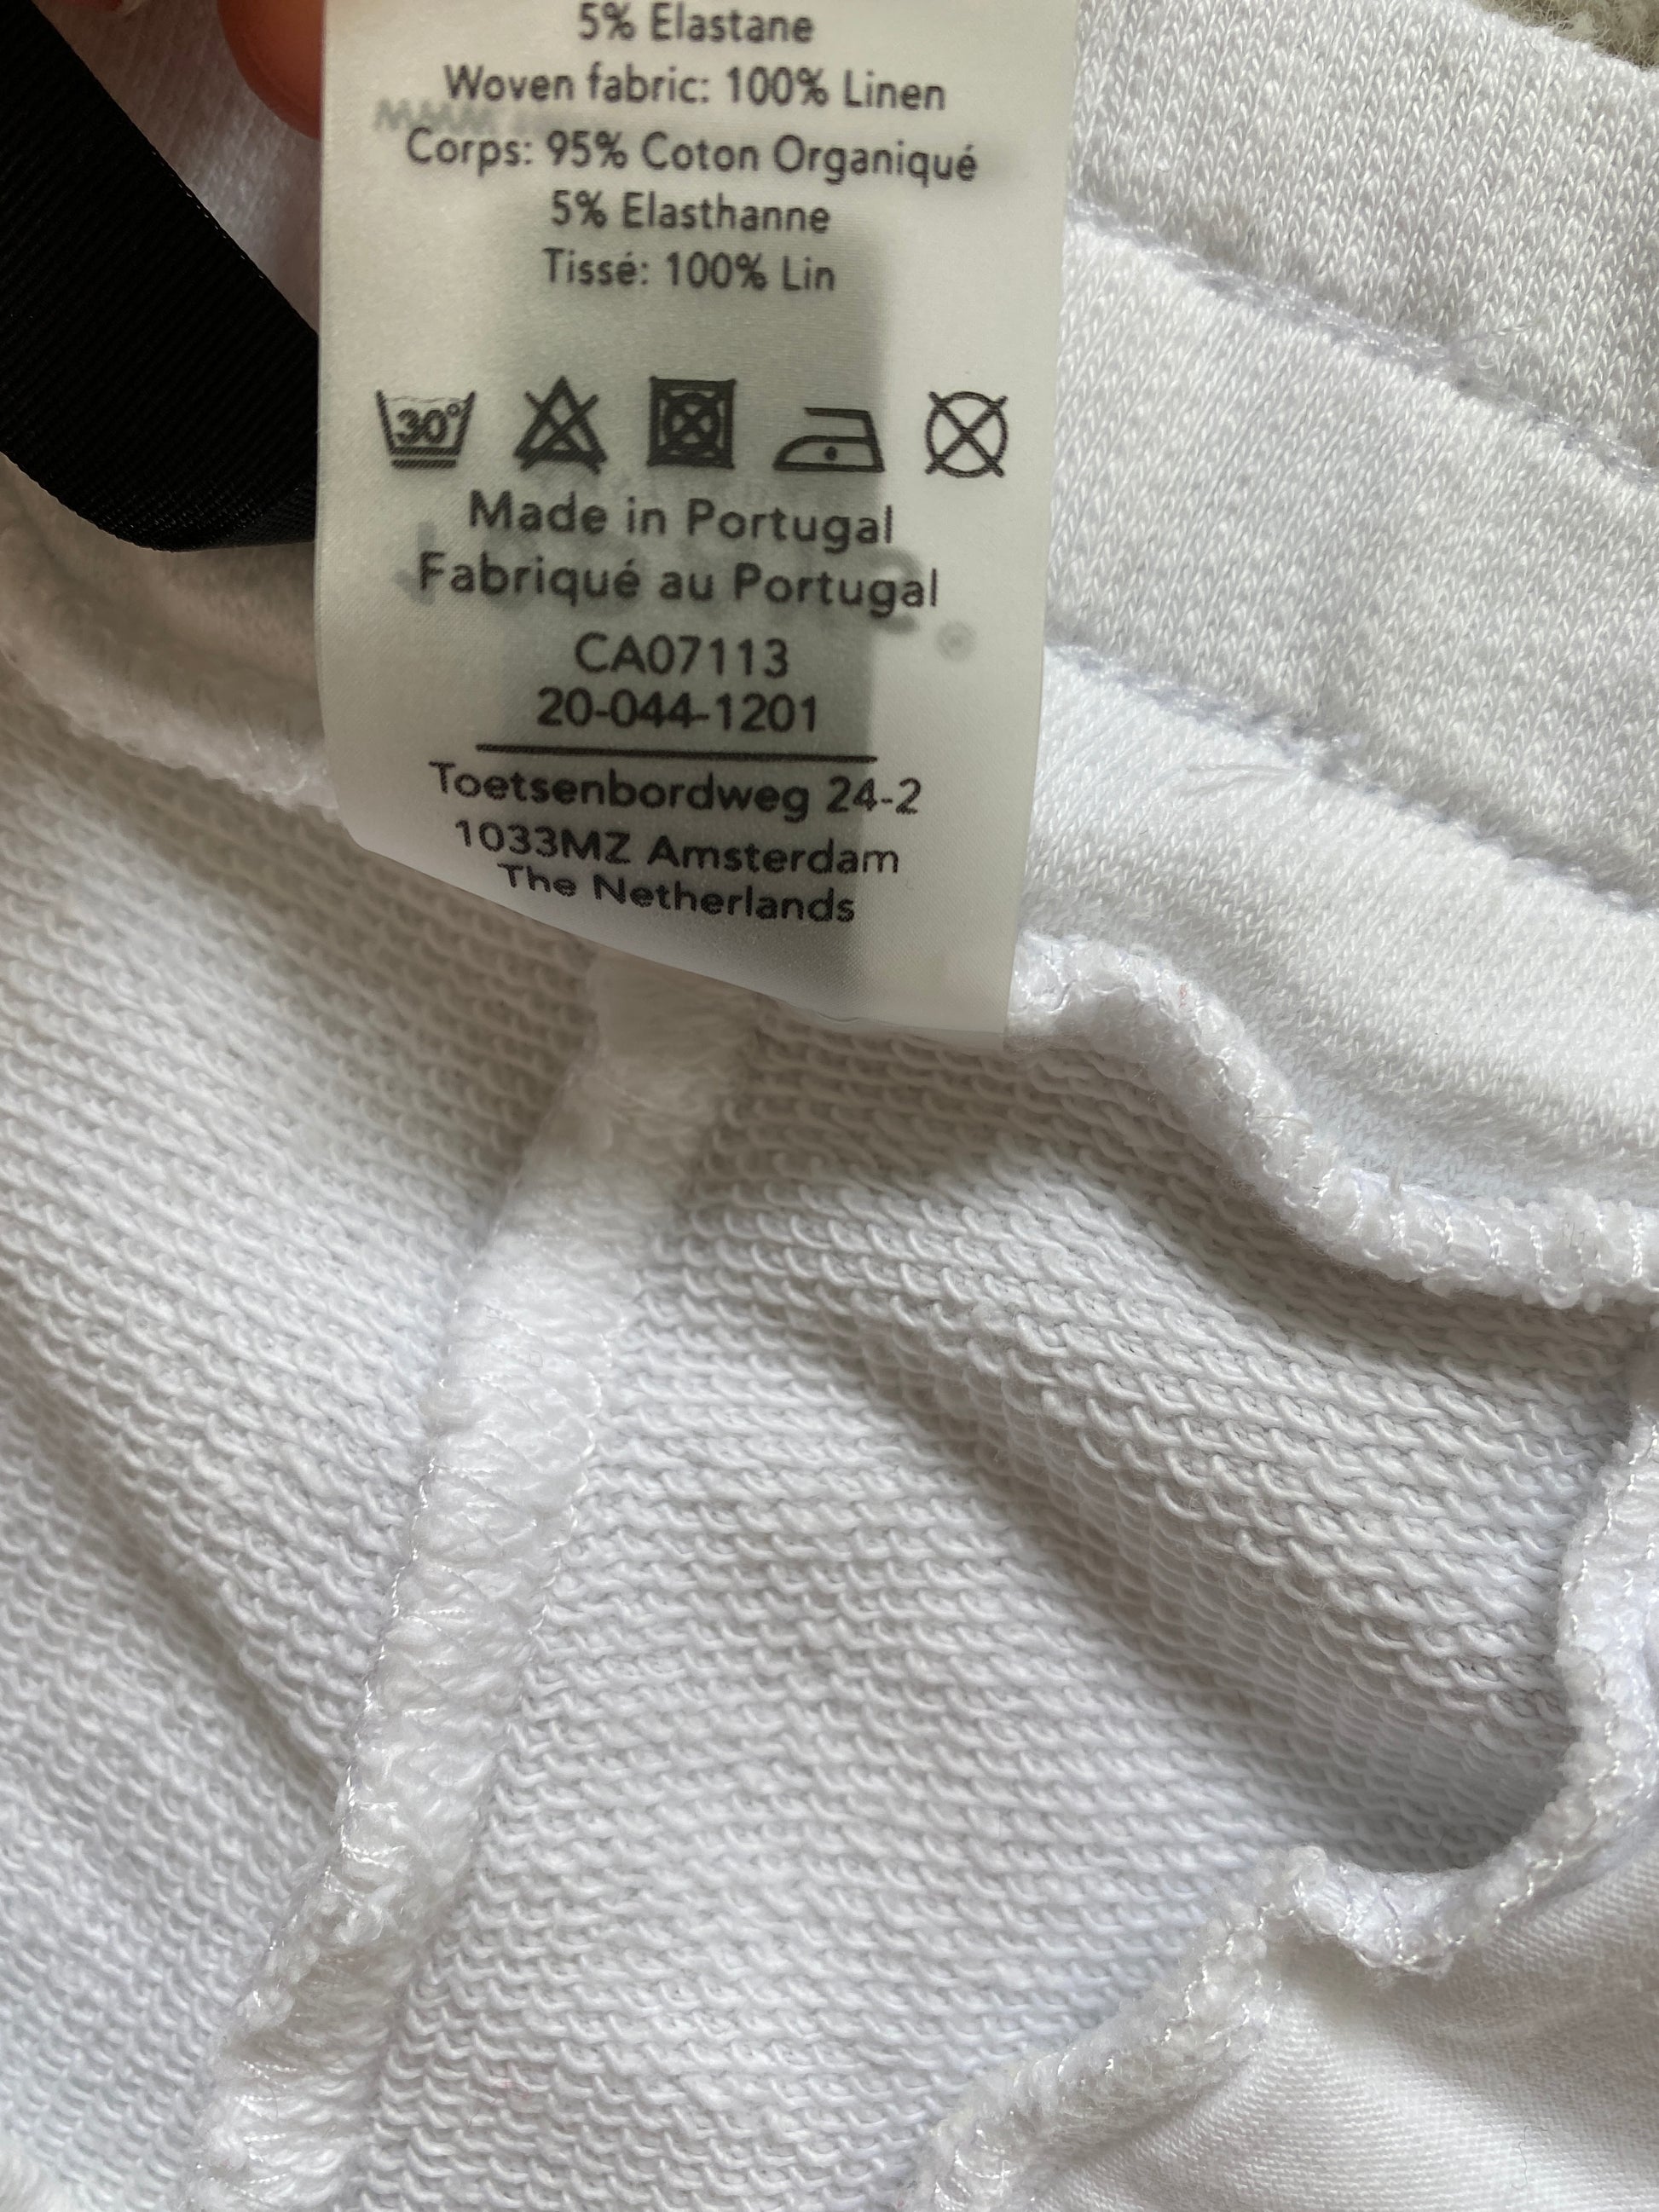 5% Elastane
Woven fabric: 100% Linen
Corps: 95% Coton Organiqué
5% Elasthanne
Tissé: 100% Lin
30°
Made in Portugal
Fabriqué au Portugal
CA07113
20-044-1201
Toetsenbordweg 24-2
1033MZ Amsterdam
The Netherlands